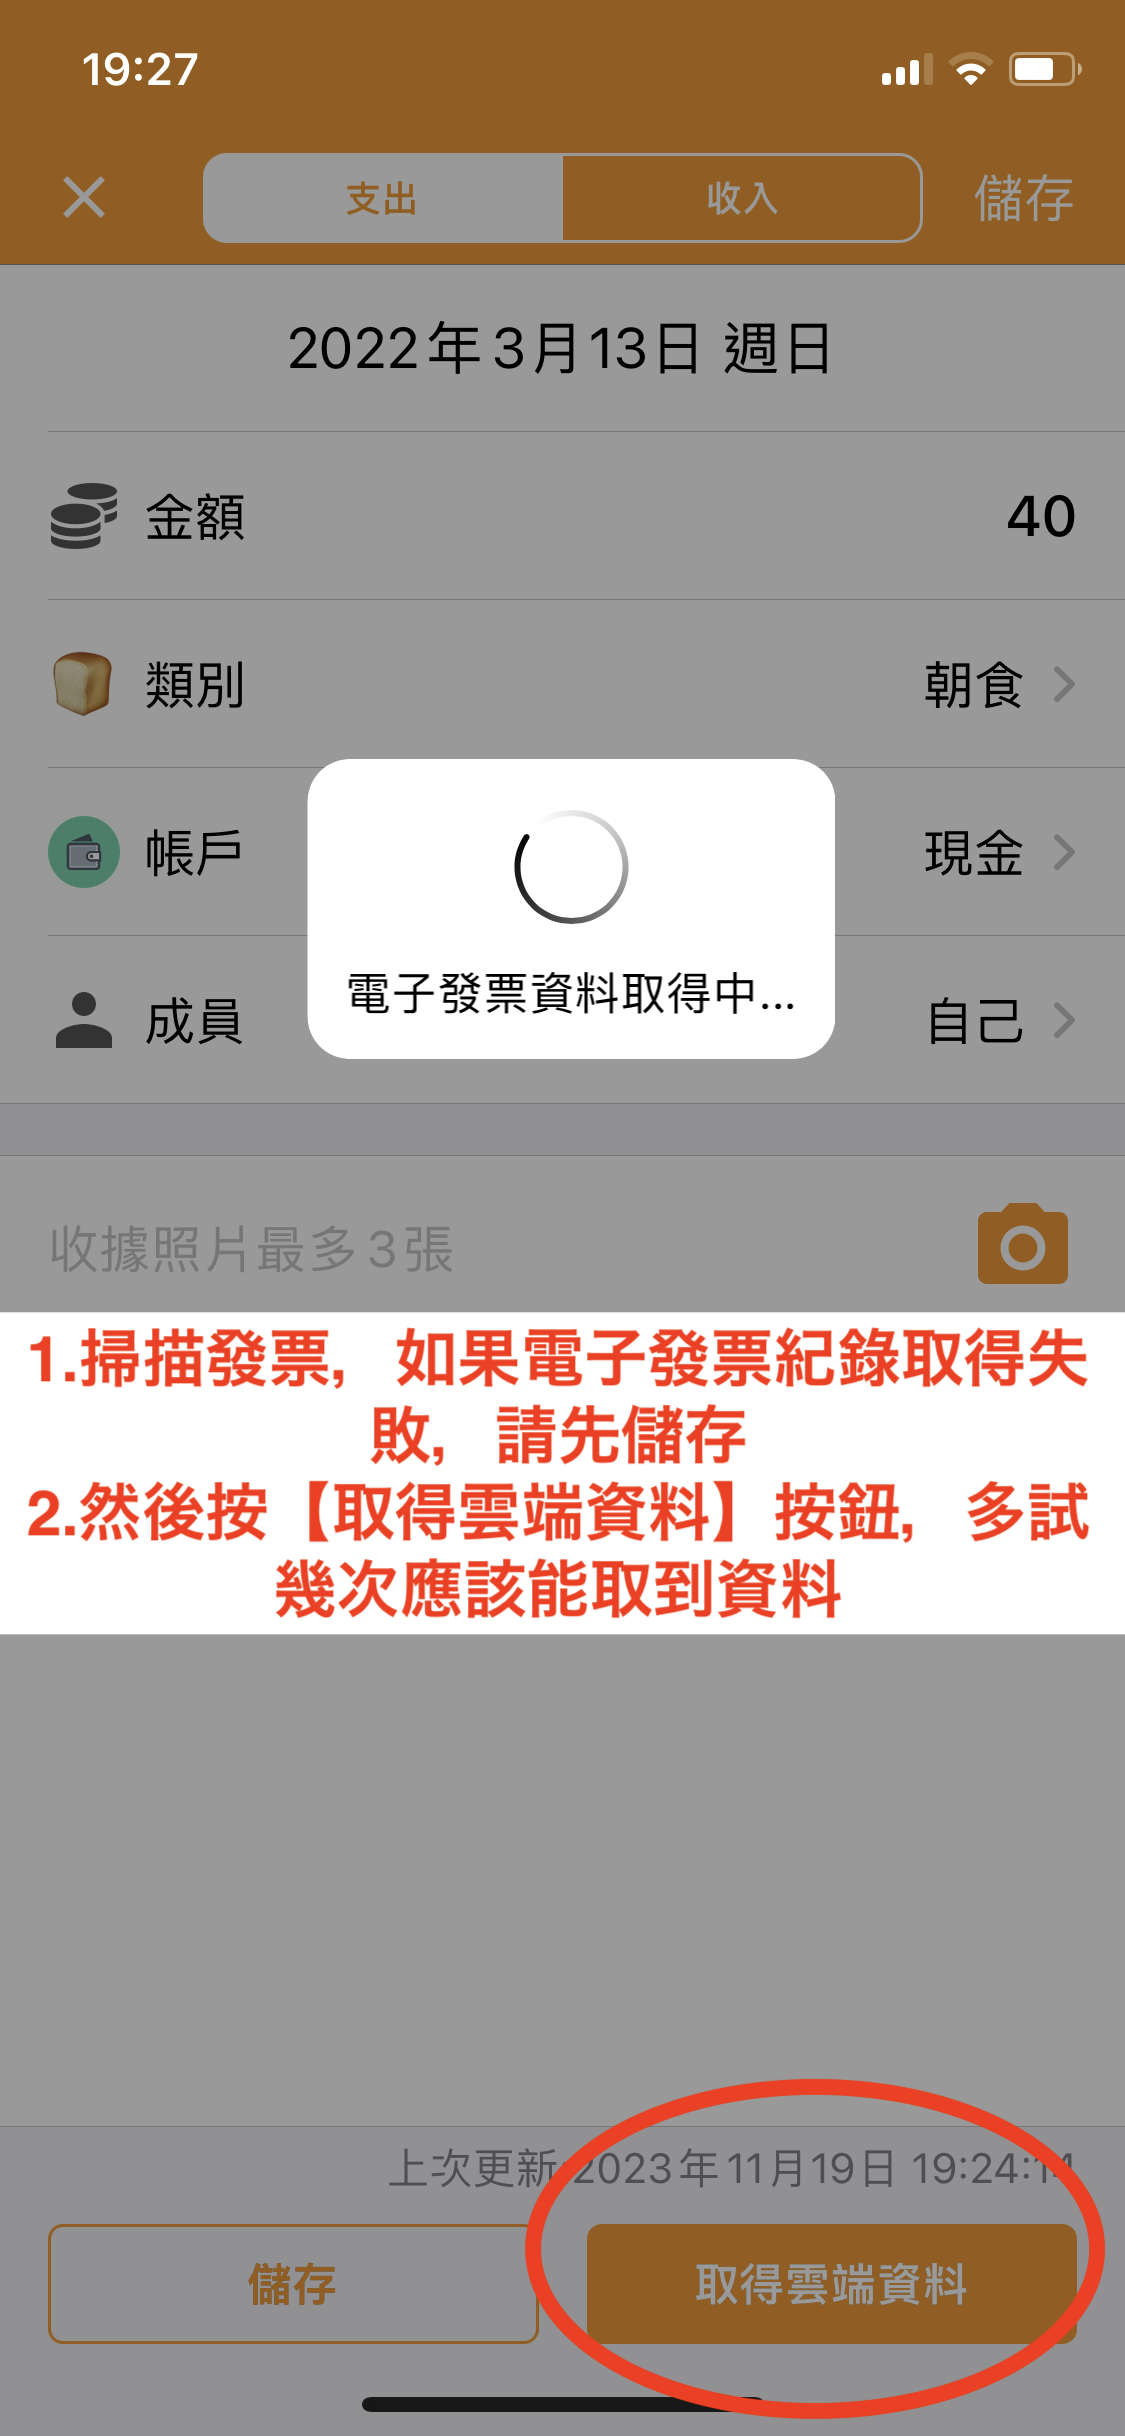 19:27
支出
收入
儲存
2022年3月13日 週日
金額
40
類別
朝食
帳戶
現金
電子發票資料取得中...
成員
自己
收據照片最多3張
1.掃描發票，如果電子發票紀錄取得失
敗，請先儲存
2.然後按【取得雲端資料】按鈕，多試
幾次應該能取到資料
上次更新:2023年11月19日 19:24:14
儲存
取得雲端資料